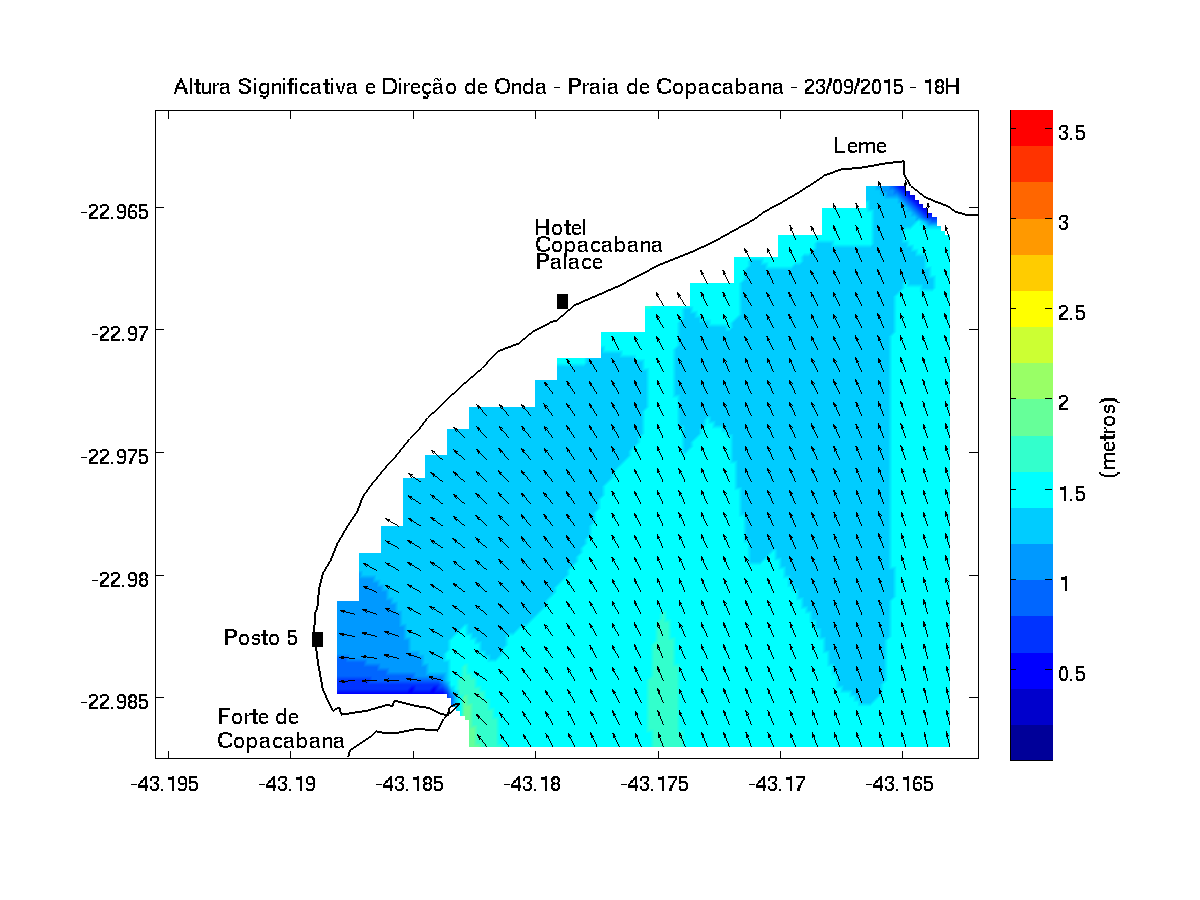 Altura Significativa e Direção de Onda - Praia de Copacabana - 23/09/2015 - 18H
Leme
Hotel
Copacabana
Palace
Posto 5
Forte de
Copacabana
-22.965
-22.97
-22.975
-22.98
-22.985
-43.195
-43.19
-43.185
-43.18
-43.175
-43.17
-43.165
3.5
3
2.5
2
1.5
1
0.5
(metros)